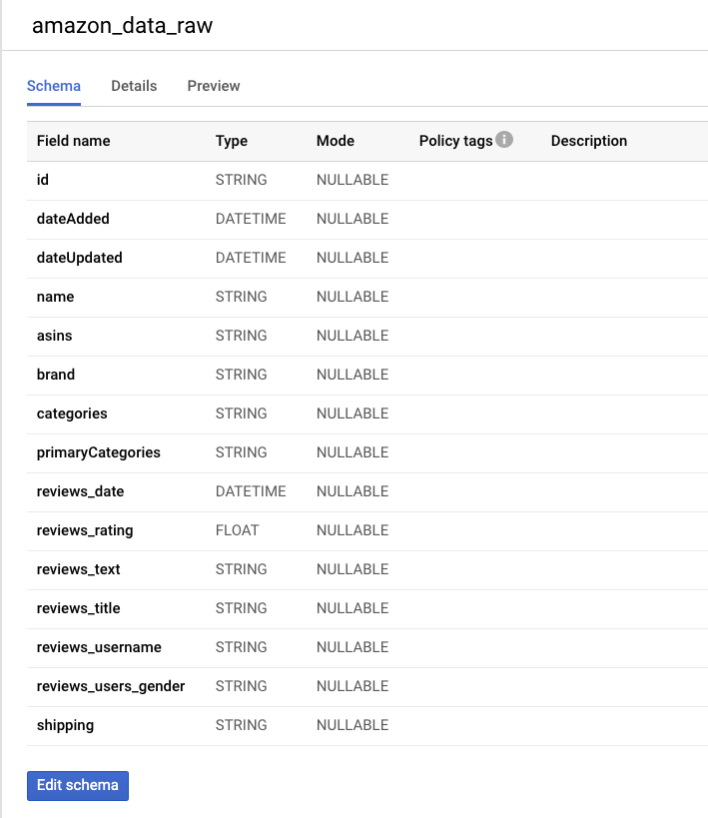 amazon_data_raw
Schema Details Preview
Field name Type Mode Policy tags Description
id STRING NULLABLE
dateAdded DATETIME NULLABLE
dateUpdated DATETIME NULLABLE
name STRING NULLABLE
asins STRING NULLABLE
brand STRING NULLABLE
categories STRING NULLABLE
primaryCategories STRING NULLABLE
reviews_date DATETIME NULLABLE
reviews_rating FLOAT NULLABLE
reviews_text STRING NULLABLE
reviews_title STRING NULLABLE
reviews_username STRING NULLABLE
reviews_users_gender STRING NULLABLE
shipping STRING NULLABLE
Edit schema